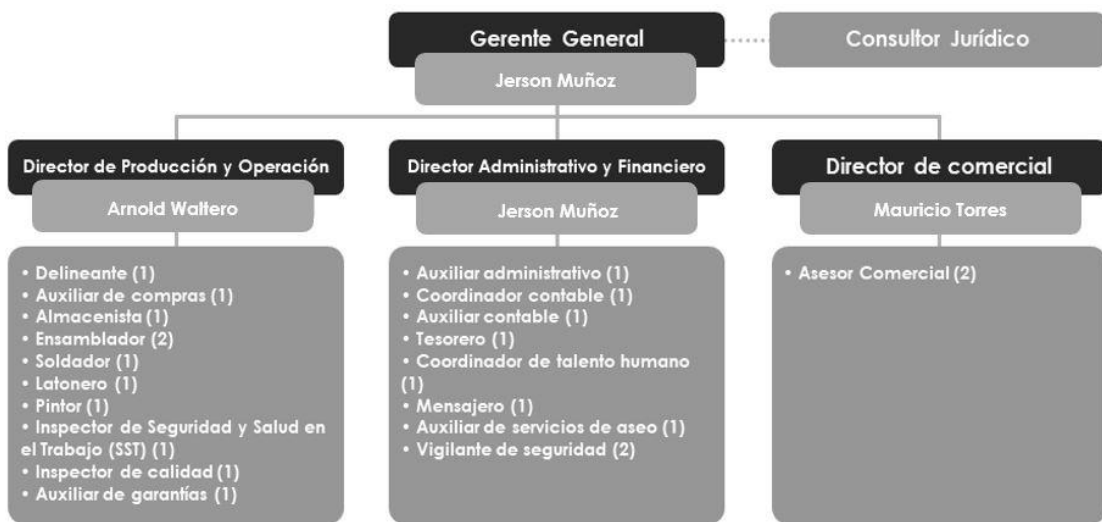 Gerente General
Consultor Jurídico
Jerson Muñoz
Director de Producción y Operación
Arnold Waltero
• Delineante (1)
• Auxiliar de compras (1)
• Almacenista (1)
• Ensamblador (2)
• Soldador (1)
• Latonero (1)
• Pintor (1)
• Inspector de Seguridad y Salud en
el Trabajo (SST) (1)
• Inspector de calidad (1)
• Auxiliar de garantías (1)
Director Administrativo y Financiero
Jerson Muñoz
• Auxiliar administrativo (1)
• Coordinador contable (1)
• Auxiliar contable (1)
• Tesorero (1)
• Coordinador de talento humano
(1)
• Mensajero (1)
• Auxiliar de servicios de aseo (1)
• Vigilante de seguridad (2)
Director de comercial
Mauricio Torres
• Asesor Comercial (2)